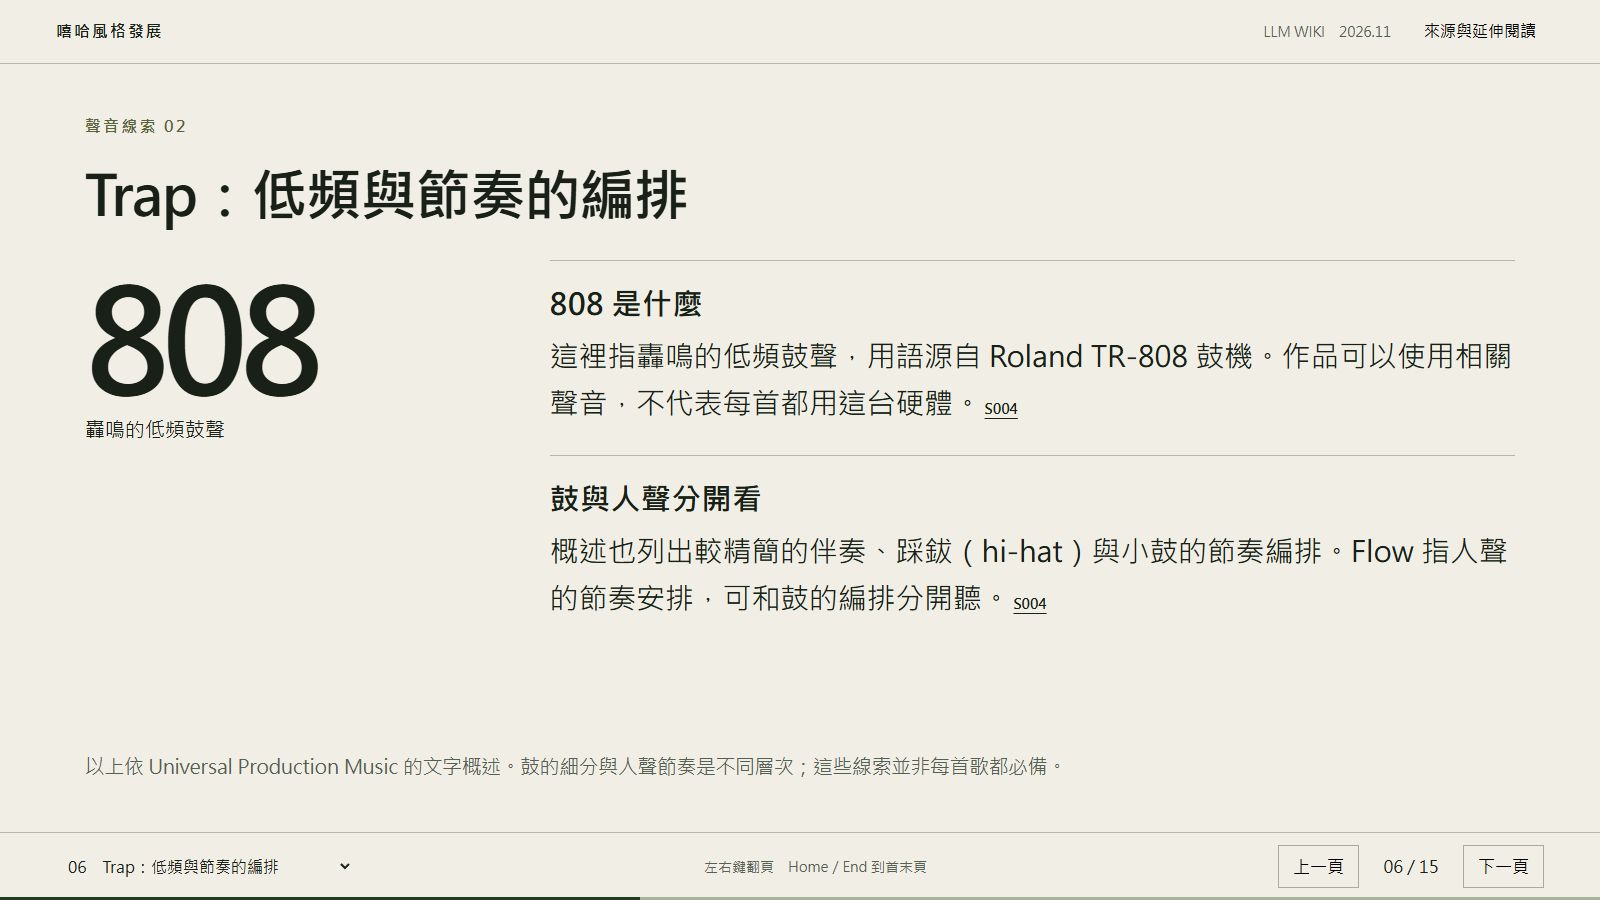 嘻哈風格發展
LLM WIKI 2026.11 來源與延伸閱讀
聲音線索 02
Trap：低頻與節奏的編排
808
轟鳴的低頻鼓聲
808 是什麼
這裡指轟鳴的低頻鼓聲，用語源自 Roland TR-808 鼓機。作品可以使用相關
聲音，不代表每首都用這台硬體。 S004
鼓與人聲分開看
概述也列出較精簡的伴奏、踩鈸（hi-hat）與小鼓的節奏編排。Flow 指人聲
的節奏安排，可和鼓的編排分開聽。 S004
以上依 Universal Production Music 的文字概述。鼓的細分與人聲節奏是不同層次；這些線索並非每首歌都必備。
06 Trap：低頻與節奏的編排
左右鍵翻頁 Home / End 到首末頁
上一頁 06 / 15 下一頁